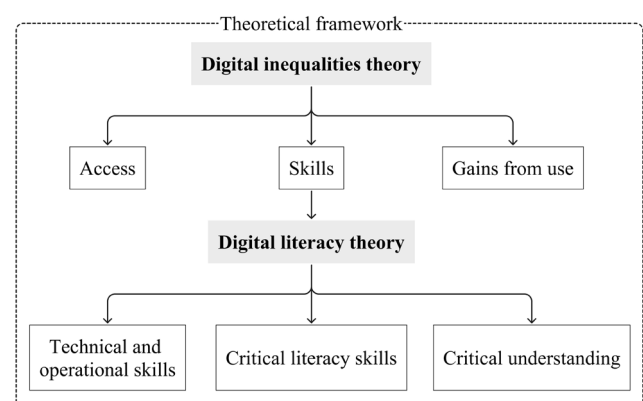 Theoretical framework
Digital inequalities theory
Access
Skills
Gains from use
Digital literacy theory
Technical and
operational skills
Critical literacy skills
Critical understanding